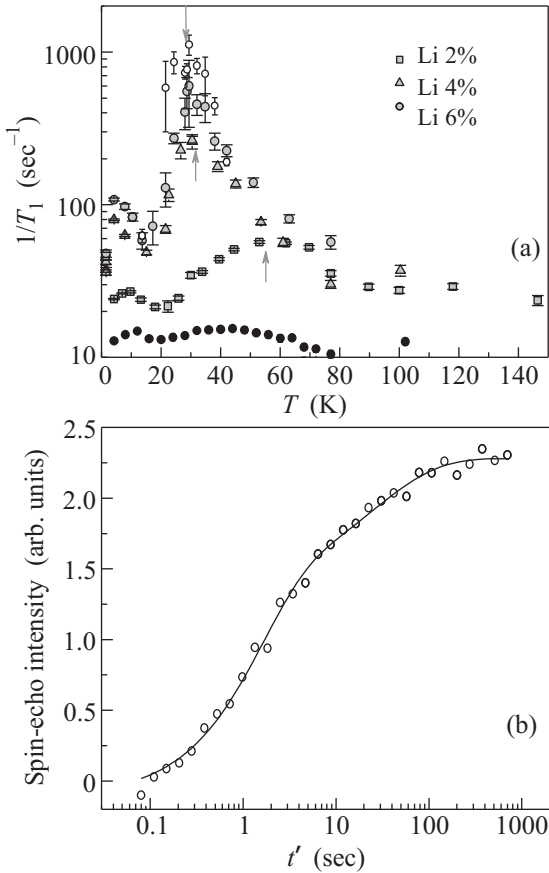 1000
100
10
1/T₁ (sec⁻¹)
Li 2%
Li 4%
Li 6%
(a)
0 20 40 60 80 100 120 140
T (K)
2.5
2.0
1.5
1.0
0.5
0
Spin-echo intensity (arb. units)
(b)
0.1 1 10 100 1000
t′ (sec)